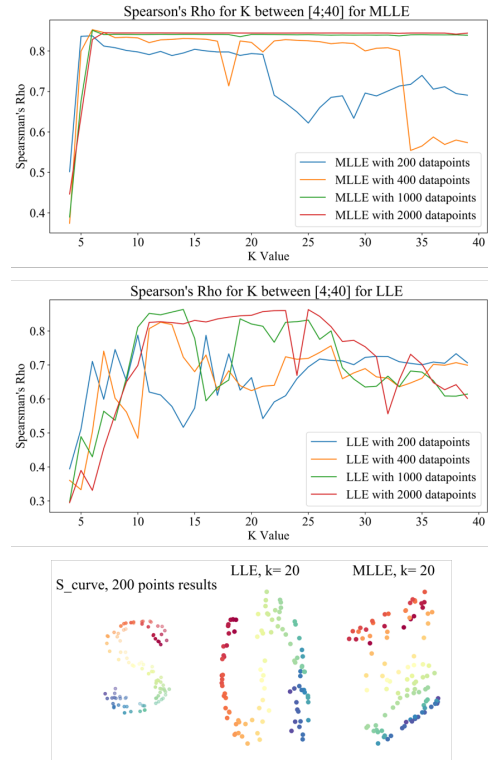 Spearson's Rho for K between [4;40] for MLLE
Spearsman's Rho
0.8
0.7
0.6
0.5
0.4
MLLE with 200 datapoints
MLLE with 400 datapoints
MLLE with 1000 datapoints
MLLE with 2000 datapoints
5 10 15 20 25 30 35 40
K Value
Spearson's Rho for K between [4;40] for LLE
Spearsman's Rho
0.8
0.7
0.6
0.5
0.4
0.3
LLE with 200 datapoints
LLE with 400 datapoints
LLE with 1000 datapoints
LLE with 2000 datapoints
5 10 15 20 25 30 35 40
K Value
S_curve, 200 points results
LLE, k= 20
MLLE, k= 20